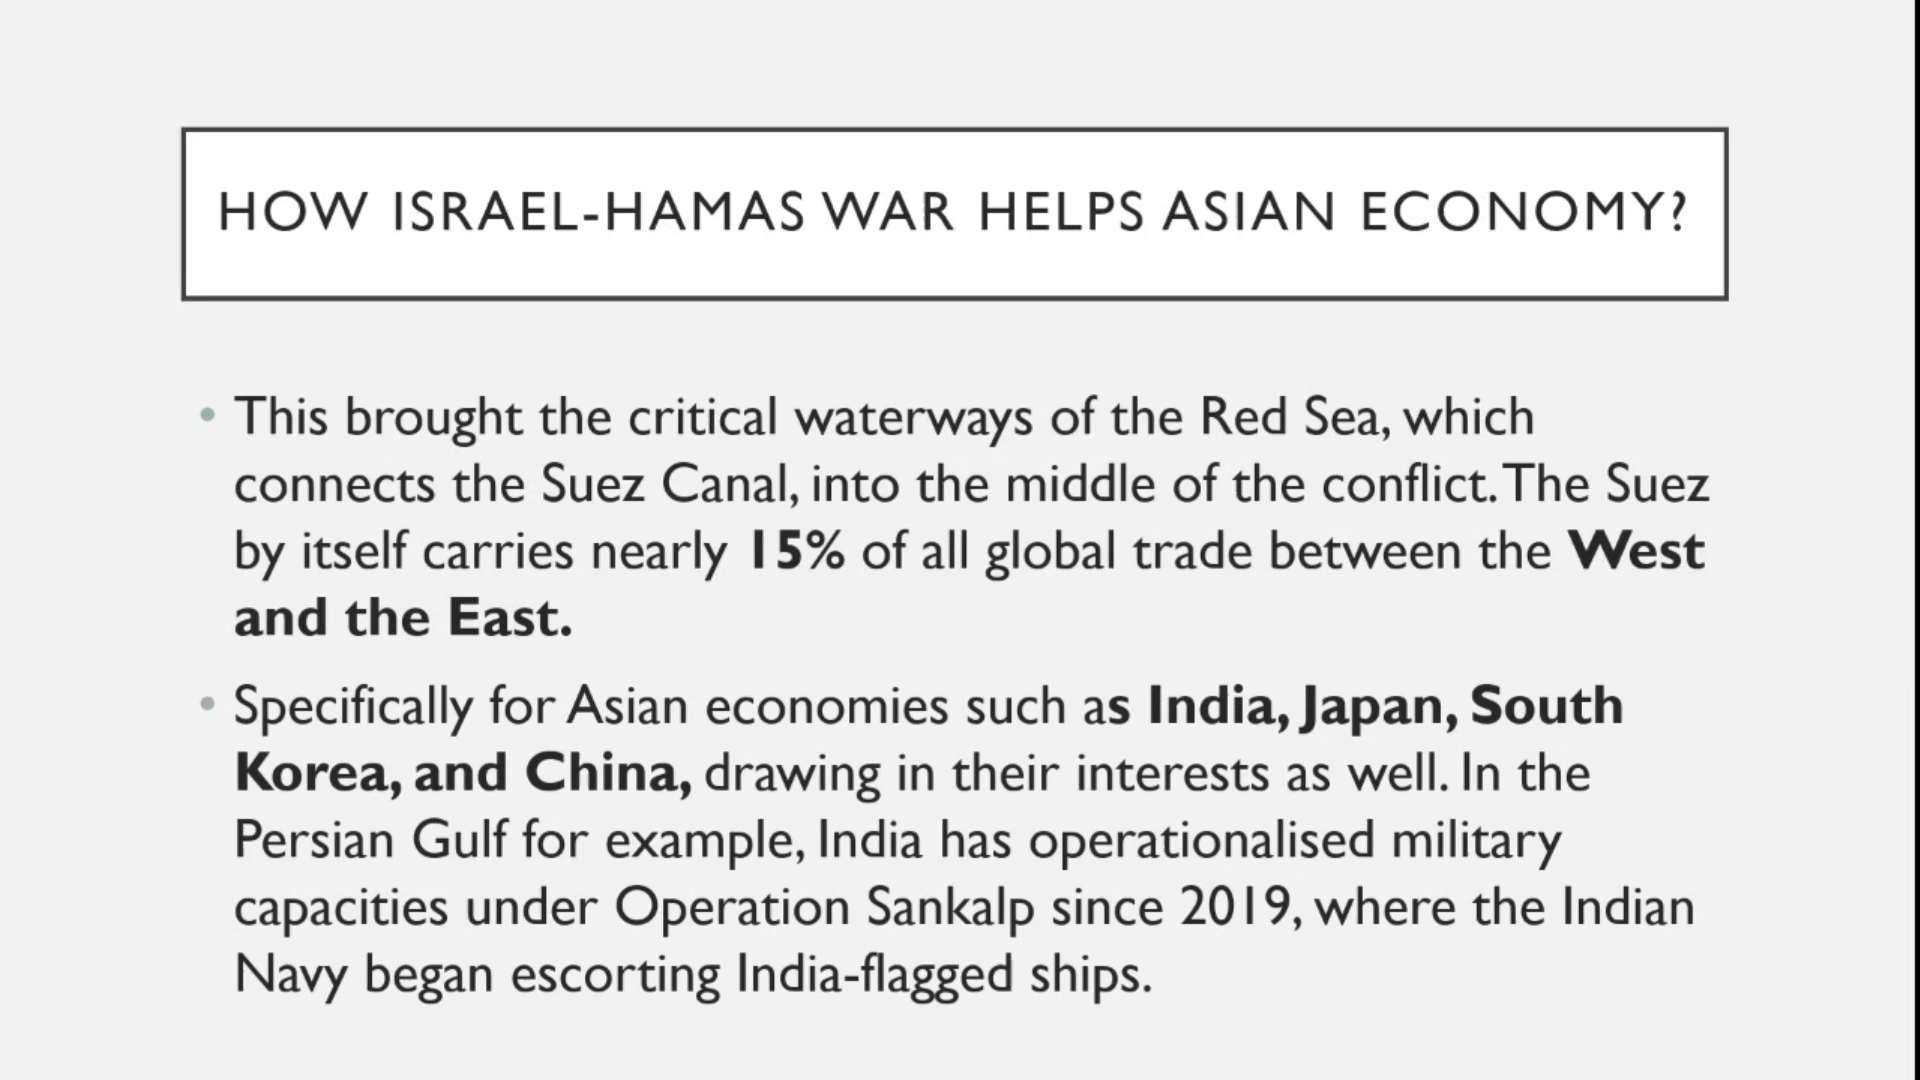 HOW ISRAEL-HAMAS WAR HELPS ASIAN ECONOMY?
• This brought the critical waterways of the Red Sea, which
connects the Suez Canal, into the middle of the conflict. The Suez
by itself carries nearly 15% of all global trade between the West
and the East.
• Specifically for Asian economies such as India, Japan, South
Korea, and China, drawing in their interests as well. In the
Persian Gulf for example, India has operationalised military
capacities under Operation Sankalp since 2019, where the Indian
Navy began escorting India-flagged ships.